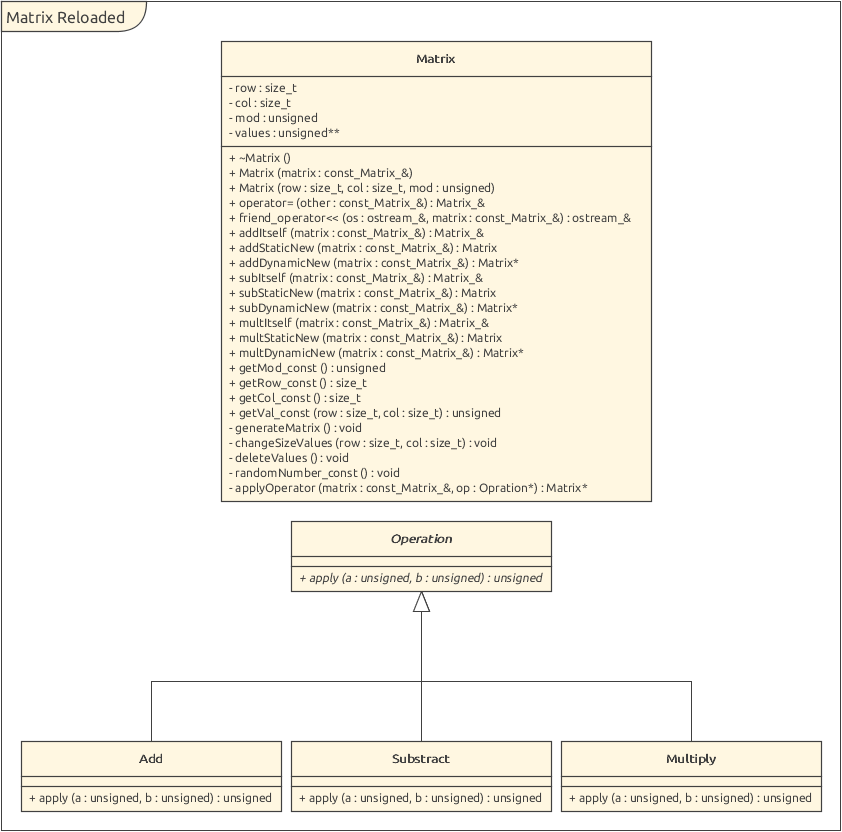 Matrix Reloaded
Matrix
- row : size_t
- col : size_t
- mod : unsigned
- values : unsigned**
+ ~Matrix ()
+ Matrix (matrix : const_Matrix_&)
+ Matrix (row : size_t, col : size_t, mod : unsigned)
+ operator= (other : const_Matrix_&) : Matrix_&
+ friend_operator<< (os : ostream_&, matrix : const_Matrix_&) : ostream_&
+ addItself (matrix : const_Matrix_&) : Matrix_&
+ addStaticNew (matrix : const_Matrix_&) : Matrix
+ addDynamicNew (matrix : const_Matrix_&) : Matrix*
+ subItself (matrix : const_Matrix_&) : Matrix_&
+ subStaticNew (matrix : const_Matrix_&) : Matrix
+ subDynamicNew (matrix : const_Matrix_&) : Matrix*
+ multItself (matrix : const_Matrix_&) : Matrix_&
+ multStaticNew (matrix : const_Matrix_&) : Matrix
+ multDynamicNew (matrix : const_Matrix_&) : Matrix*
+ getMod_const () : unsigned
+ getRow_const () : size_t
+ getCol_const () : size_t
+ getVal_const (row : size_t, col : size_t) : unsigned
- generateMatrix () : void
- changeSizeValues (row : size_t, col : size_t) : void
- deleteValues () : void
- randomNumber_const () : void
- applyOperator (matrix : const_Matrix_&, op : Opration*) : Matrix*
Operation
+ apply (a : unsigned, b : unsigned) : unsigned
Add
+ apply (a : unsigned, b : unsigned) : unsigned
Substract
+ apply (a : unsigned, b : unsigned) : unsigned
Multiply
+ apply (a : unsigned, b : unsigned) : unsigned